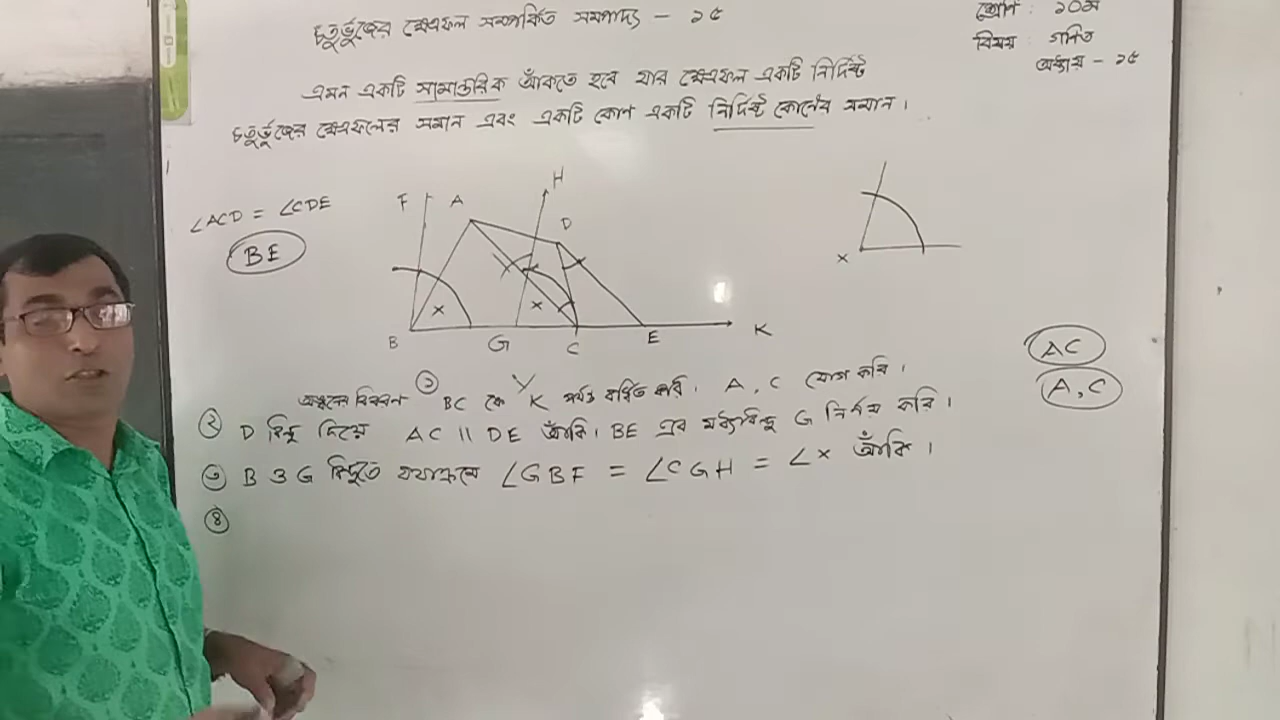 চতুর্ভুজের ক্ষেত্রফল সম্পর্কিত সম্পাদ্য - ১৫
শ্রেণি : ১০ম
বিষয় : গণিত
অধ্যায় - ১৫
এমন একটি সামান্তরিক আঁকতে হবে যার ক্ষেত্রফল একটি নির্দিষ্ট
চতুর্ভুজের ক্ষেত্রফলের সমান এবং একটি কোণ একটি নির্দিষ্ট কোণের সমান।
∠ACD = ∠CDE
BE
F A H D
x x
B G C E K
x
AC
A, C
অঙ্কনের বিবরণ ① BC কে K পর্যন্ত বর্ধিত করি। A, C যোগ করি।
② D বিন্দু দিয়ে AC || DE আঁকি। BE এর মধ্যবিন্দু G নির্ণয় করি।
③ B ও G বিন্দুতে যথাক্রমে ∠GBF = ∠CGH = ∠x আঁকি।
④